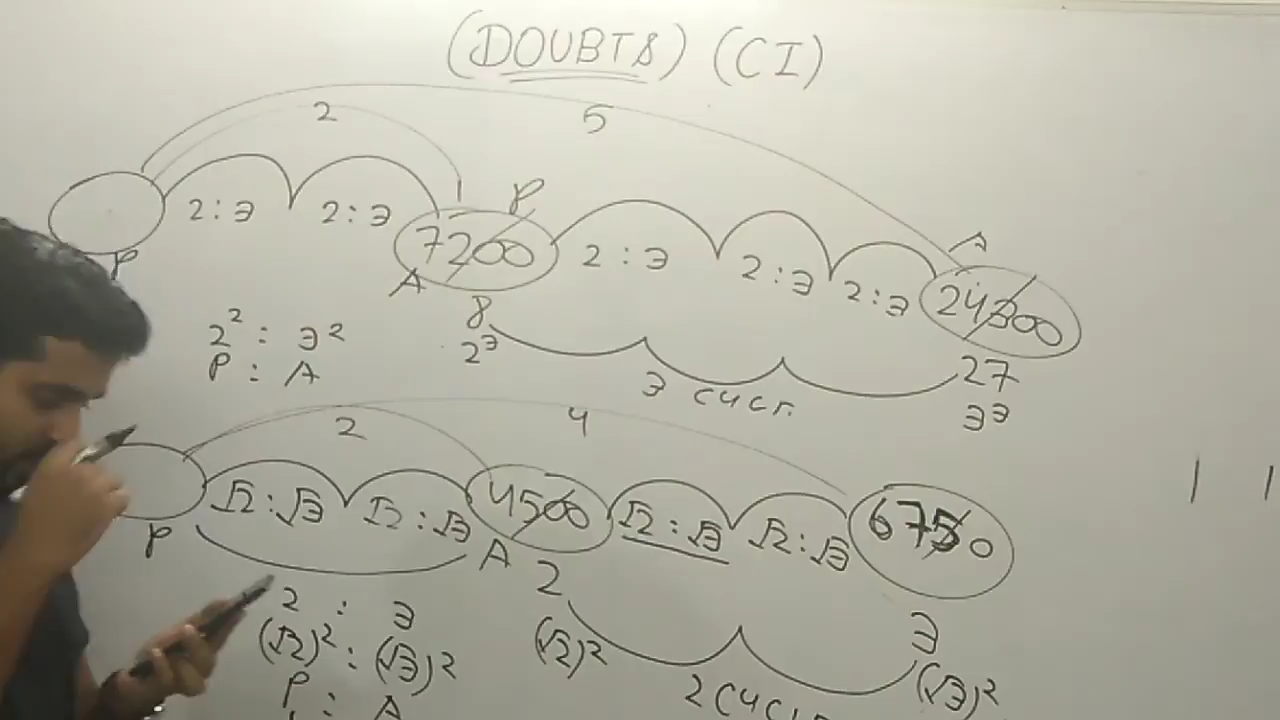 (DOUBTS) (CI)
2 5
2:3 2:3 7200 P 2:3 2:3 2:3 24300 A
P A
8 27
2² : 3² 2³ 3 cycl. 3³
P : A
2 4
√2:√3 √2:√3 4500 √2:√3 √2:√3 6750
P A 2 3
2 : 3
(√2)² : (√3)² (√2)² (√3)²
P : A 2 cycl